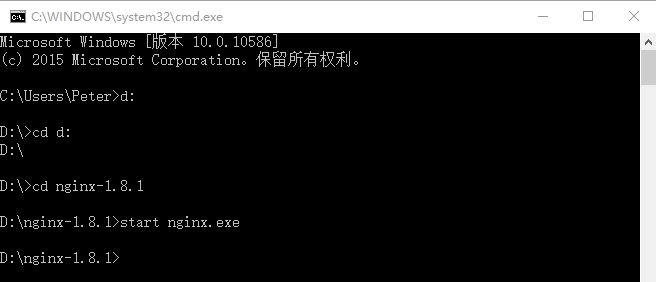 C:\WINDOWS\system32\cmd.exe
Microsoft Windows [版本 10.0.10586]
(c) 2015 Microsoft Corporation。保留所有权利。
C:\Users\Peter>d:
D:\>cd d:
D:\
D:\>cd nginx-1.8.1
D:\nginx-1.8.1>start nginx.exe
D:\nginx-1.8.1>